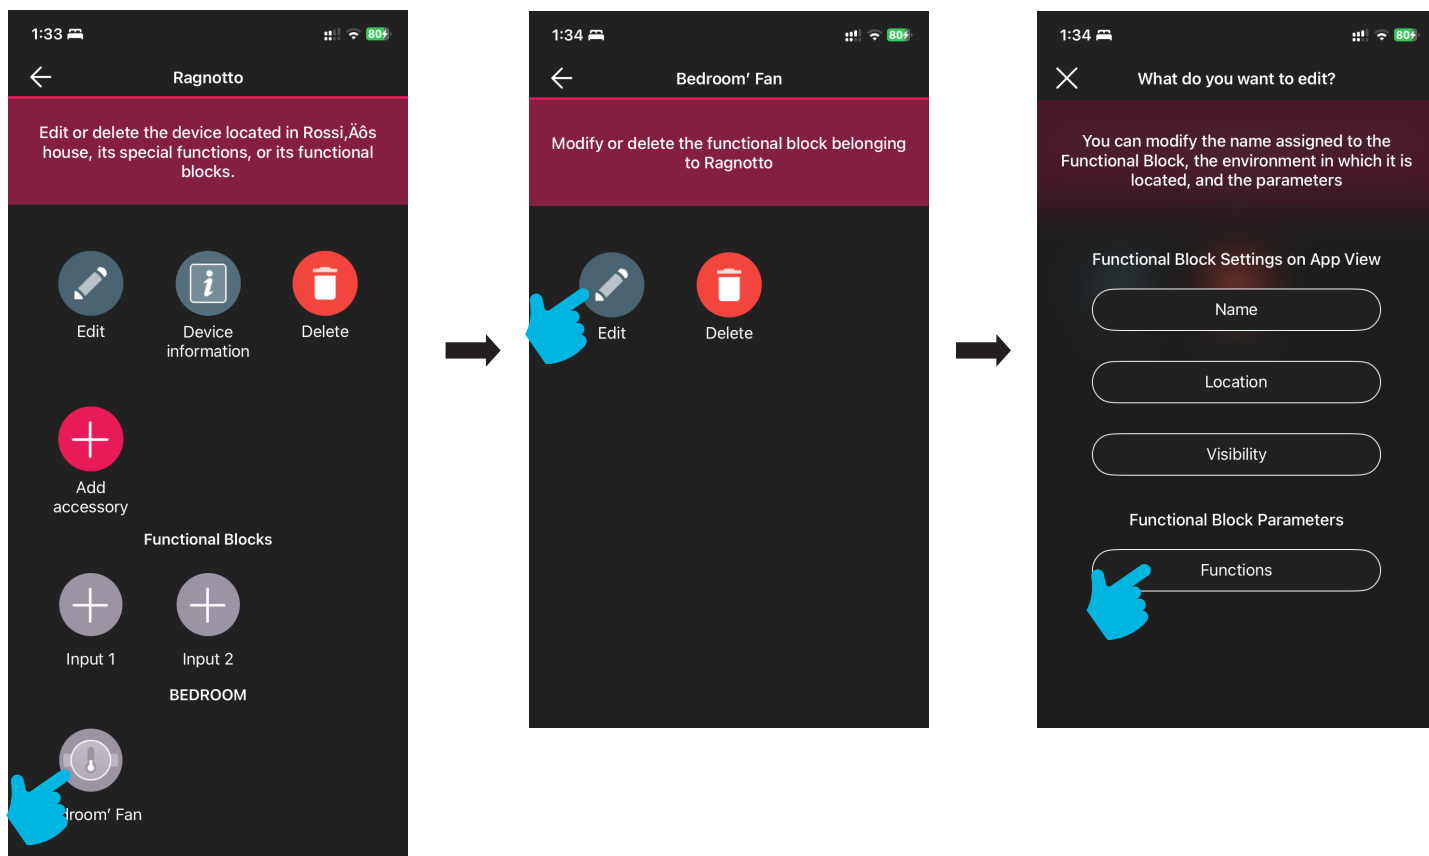 1:33
80
Ragnotto
Edit or delete the device located in Rossi‚Äôs
house, its special functions, or its functional
blocks.
Edit
Device
information
Delete
Add
accessory
Functional Blocks
Input 1
Input 2
BEDROOM
droom' Fan
1:34
80
Bedroom' Fan
Modify or delete the functional block belonging
to Ragnotto
Edit
Delete
1:34
80
What do you want to edit?
You can modify the name assigned to the
Functional Block, the environment in which it is
located, and the parameters
Functional Block Settings on App View
Name
Location
Visibility
Functional Block Parameters
Functions